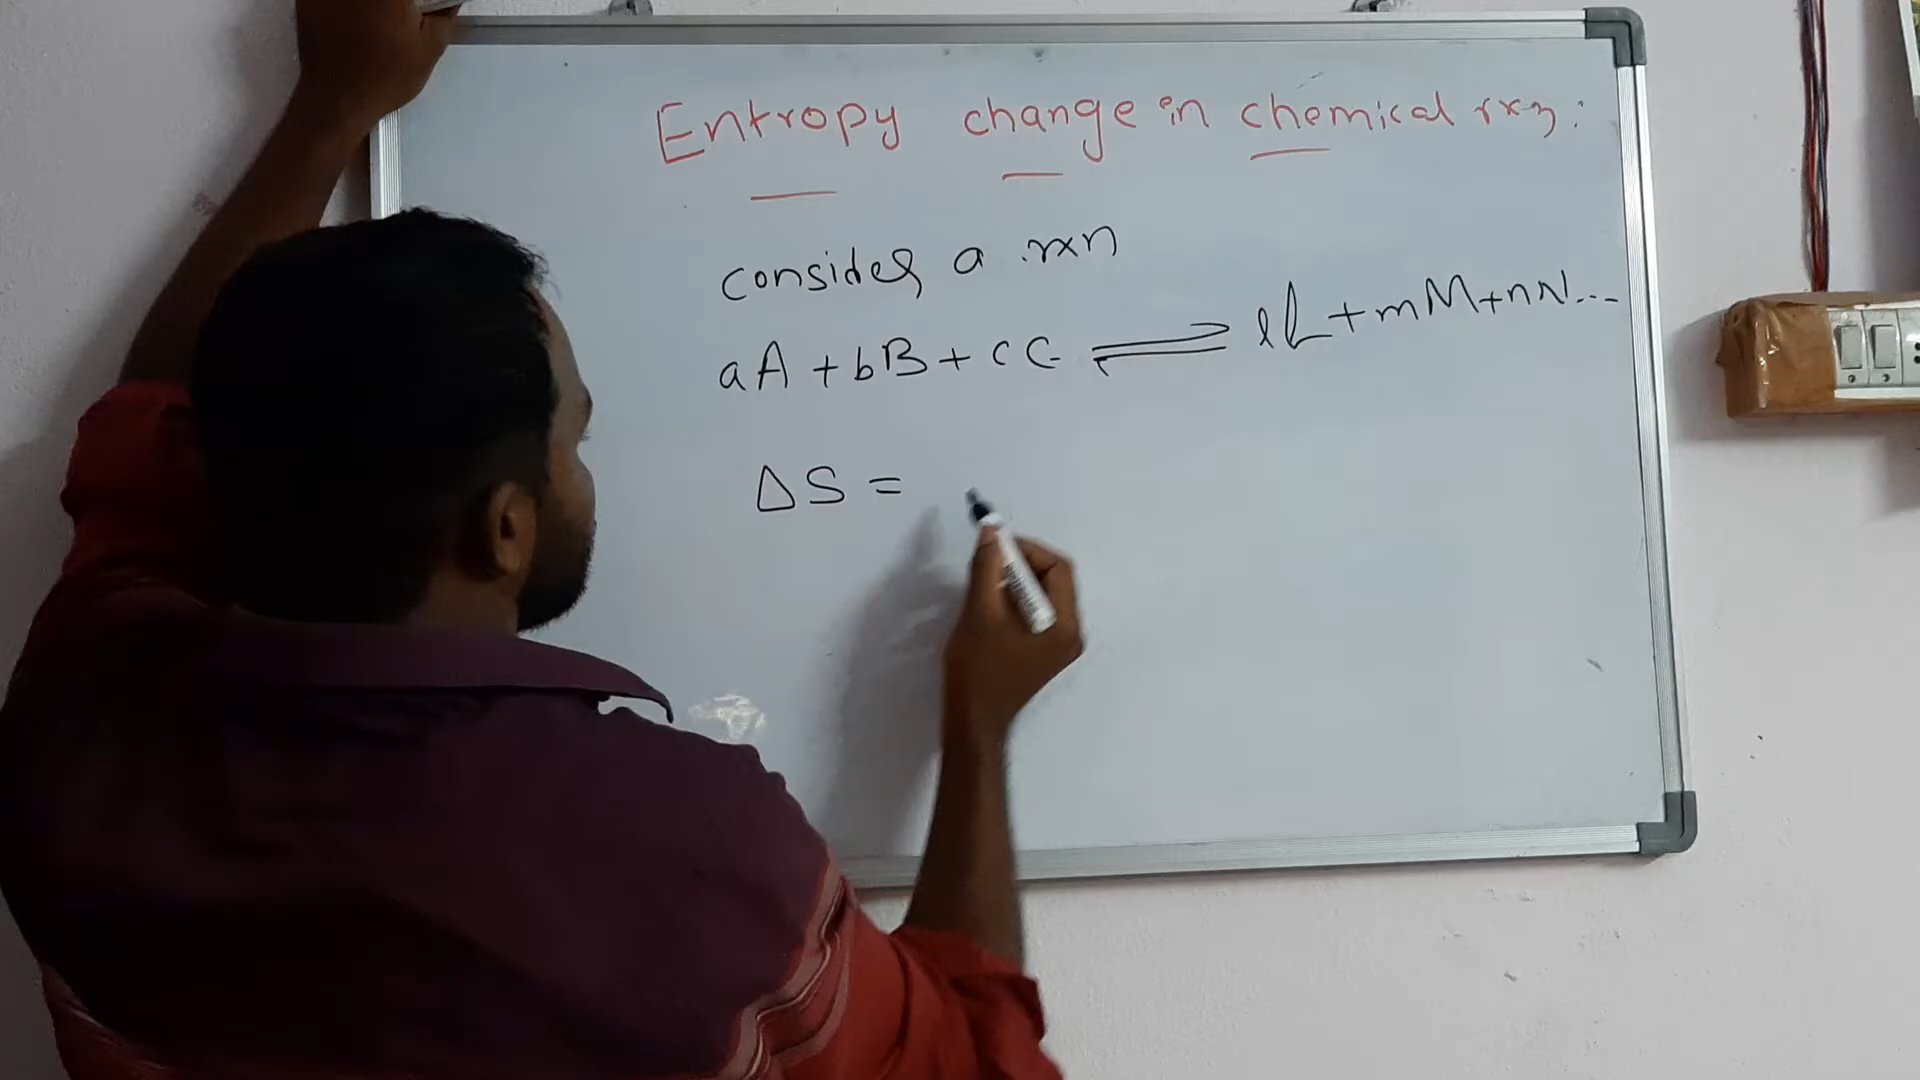 Entropy change in chemical rxn:
consider a rxn
aA + bB + cC ⇌ lL + mM + nN...
ΔS =